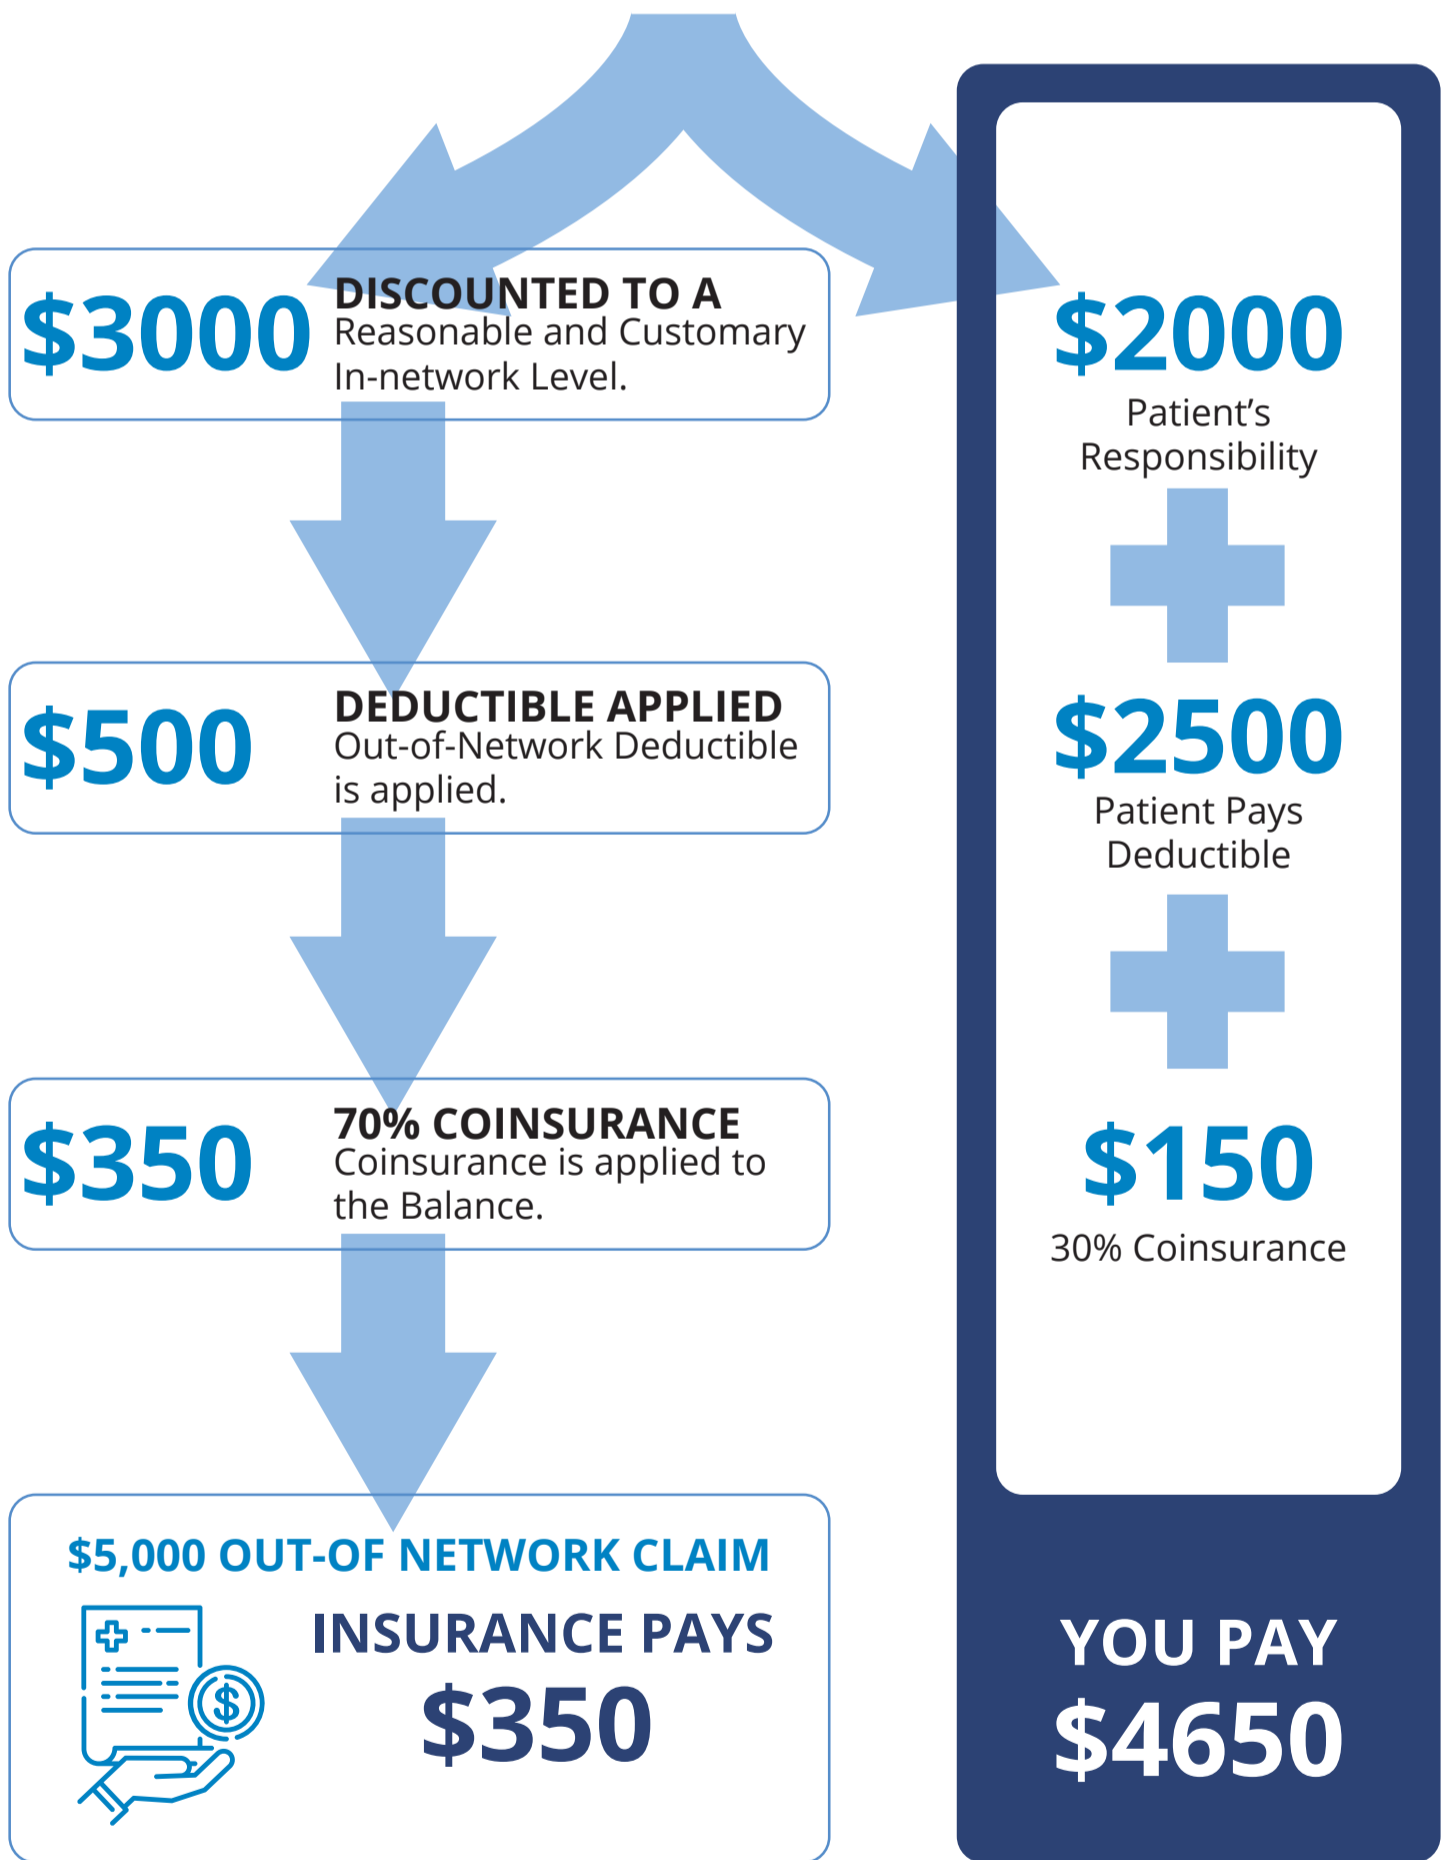 $3000
DISCOUNTED TO A
Reasonable and Customary
In-network Level.
$500
DEDUCTIBLE APPLIED
Out-of-Network Deductible
is applied.
$350
70% COINSURANCE
Coinsurance is applied to
the Balance.
$5,000 OUT-OF NETWORK CLAIM
$
INSURANCE PAYS
$350
$2000
Patient’s
Responsibility
$2500
Patient Pays
Deductible
$150
30% Coinsurance
YOU PAY
$4650